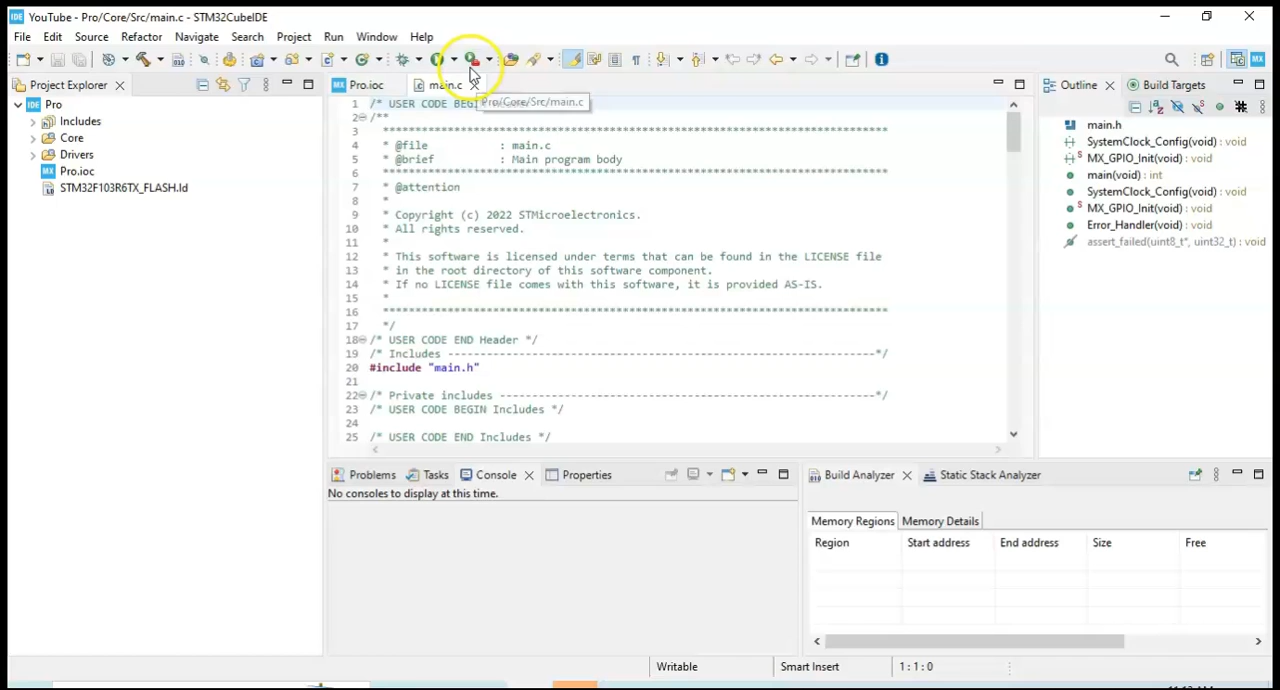 IDE YouTube - Pro/Core/Src/main.c - STM32CubeIDE
File Edit Source Refactor Navigate Search Project Run Window Help
Project Explorer
MX Pro.ioc
main.c
Pro/Core/Src/main.c
IDE Pro
Includes
Core
Drivers
MX Pro.ioc
STM32F103R6TX_FLASH.ld
1 /* USER CODE BEGI
2 /**
3 ******************************************************************************
4 * @file : main.c
5 * @brief : Main program body
6 ******************************************************************************
7 * @attention
8 *
9 * Copyright (c) 2022 STMicroelectronics.
10 * All rights reserved.
11 *
12 * This software is licensed under terms that can be found in the LICENSE file
13 * in the root directory of this software component.
14 * If no LICENSE file comes with this software, it is provided AS-IS.
15 *
16 ******************************************************************************
17 */
18 /* USER CODE END Header */
19 /* Includes ------------------------------------------------------------------*/
20 #include "main.h"
21
22 /* Private includes ----------------------------------------------------------*/
23 /* USER CODE BEGIN Includes */
24
25 /* USER CODE END Includes */
Outline
Build Targets
main.h
SystemClock_Config(void) : void
S MX_GPIO_Init(void) : void
main(void) : int
SystemClock_Config(void) : void
S MX_GPIO_Init(void) : void
Error_Handler(void) : void
assert_failed(uint8_t*, uint32_t) : void
Problems Tasks Console Properties
No consoles to display at this time.
Build Analyzer Static Stack Analyzer
Memory Regions Memory Details
Region Start address End address Size Free
Writable Smart Insert 1 : 1 : 0